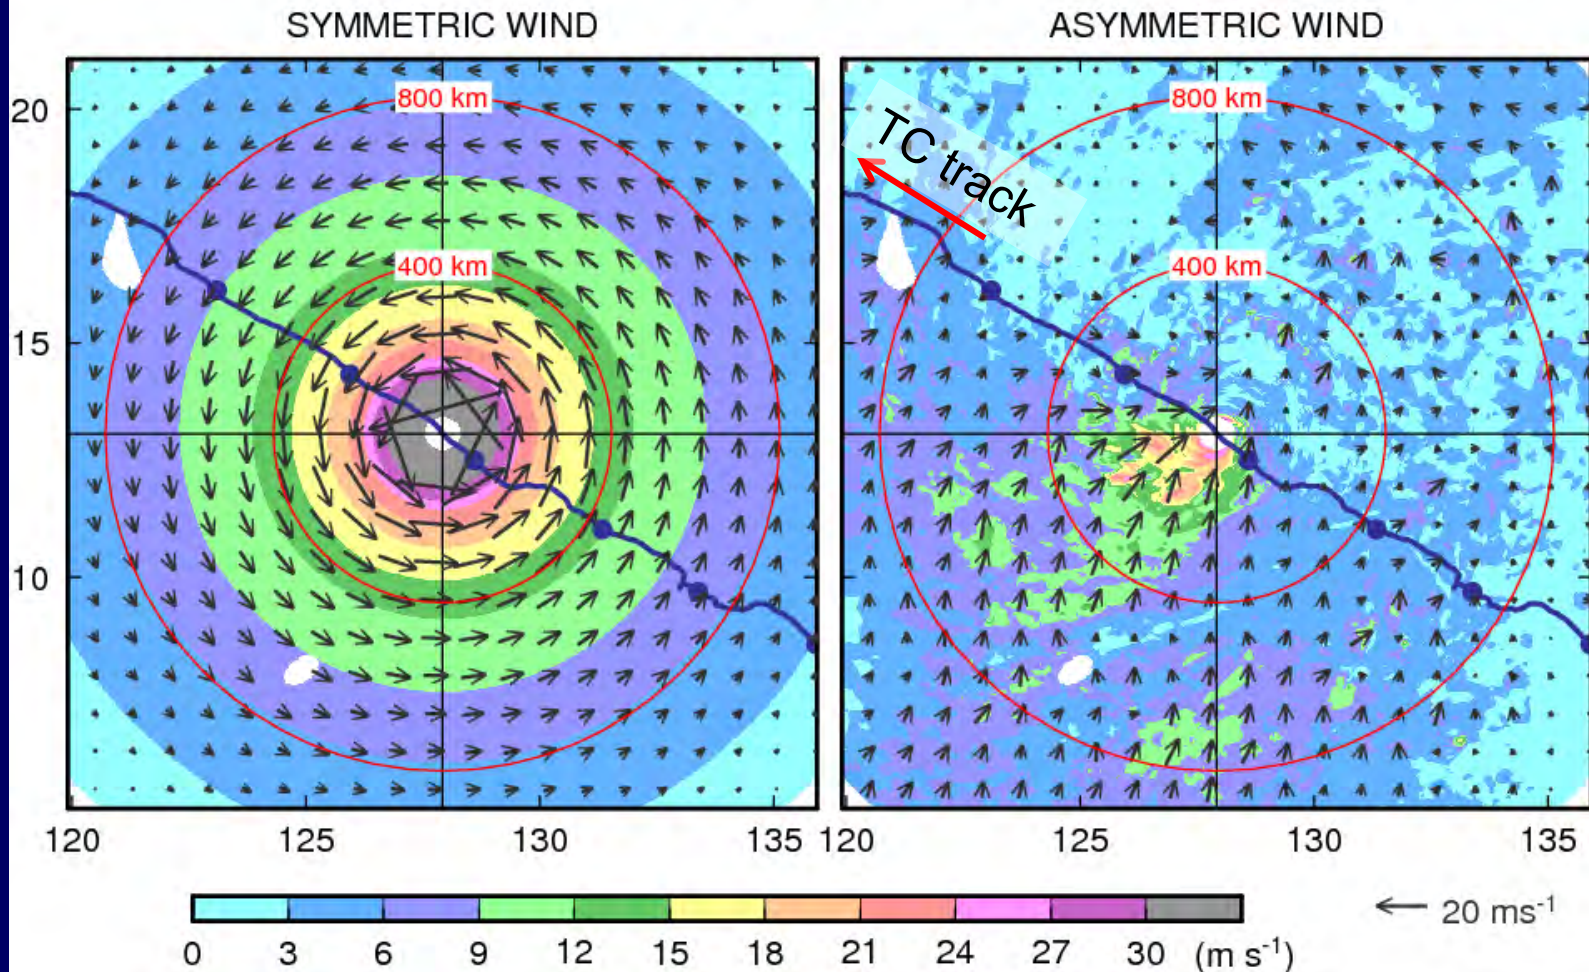 SYMMETRIC WIND
ASYMMETRIC WIND
800 km
400 km
800 km
400 km
TC track
20
15
10
120 125 130 135
120 125 130 135
0 3 6 9 12 15 18 21 24 27 30 (m s⁻¹)
20 ms⁻¹